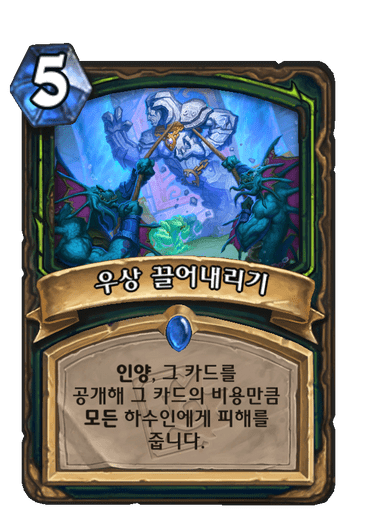 5
우상 끌어내리기
인양, 그 카드를
공개해 그 카드의 비용만큼
모든 하수인에게 피해를
줍니다.